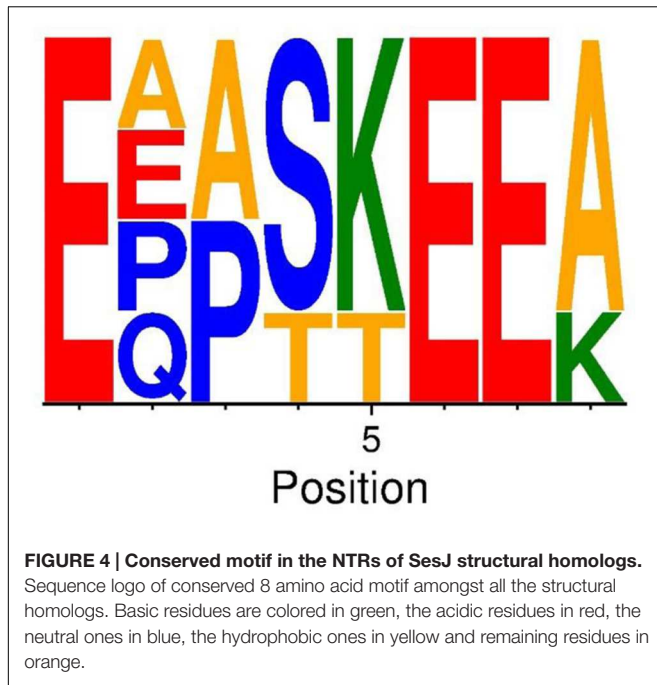 E A A S K E E A
E
P P
Q T T K
5
Position
FIGURE 4 | Conserved motif in the NTRs of SesJ structural homologs.
Sequence logo of conserved 8 amino acid motif amongst all the structural
homologs. Basic residues are colored in green, the acidic residues in red, the
neutral ones in blue, the hydrophobic ones in yellow and remaining residues in
orange.